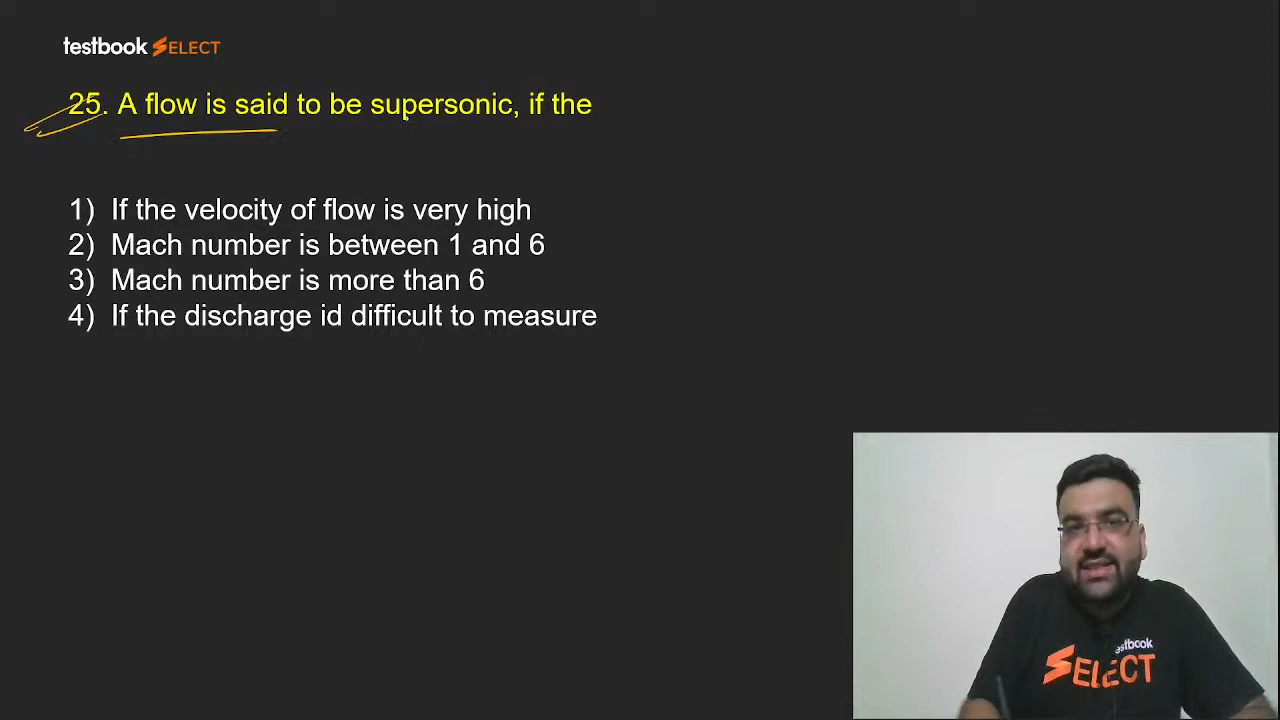 testbook SELECT
25. A flow is said to be supersonic, if the
1) If the velocity of flow is very high
2) Mach number is between 1 and 6
3) Mach number is more than 6
4) If the discharge id difficult to measure
testbook
SELECT